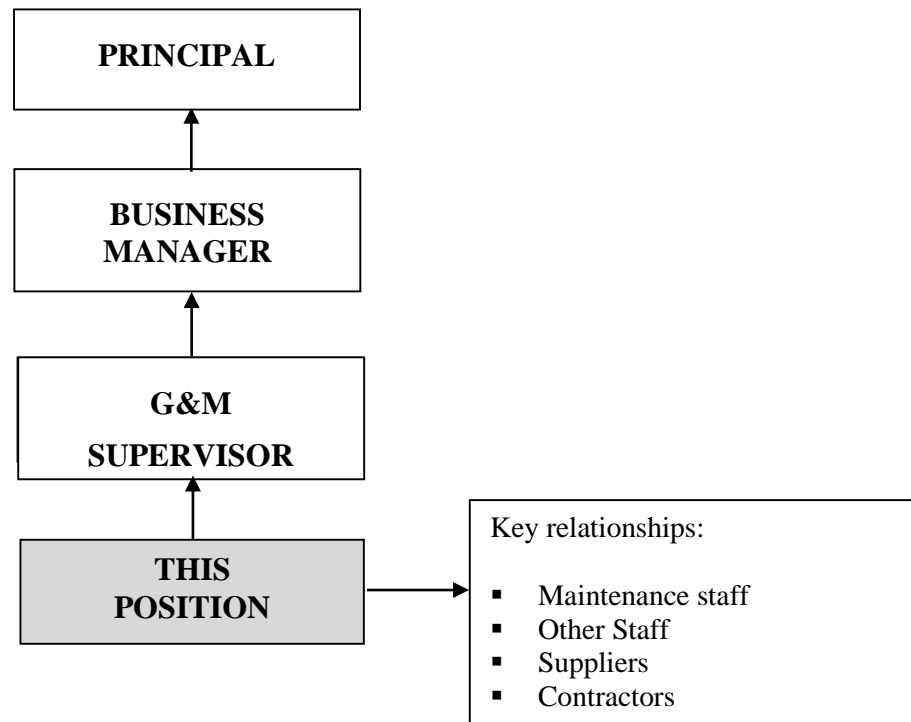 PRINCIPAL
BUSINESS
MANAGER
G&M
SUPERVISOR
THIS
POSITION
Key relationships:
▪ Maintenance staff
▪ Other Staff
▪ Suppliers
▪ Contractors